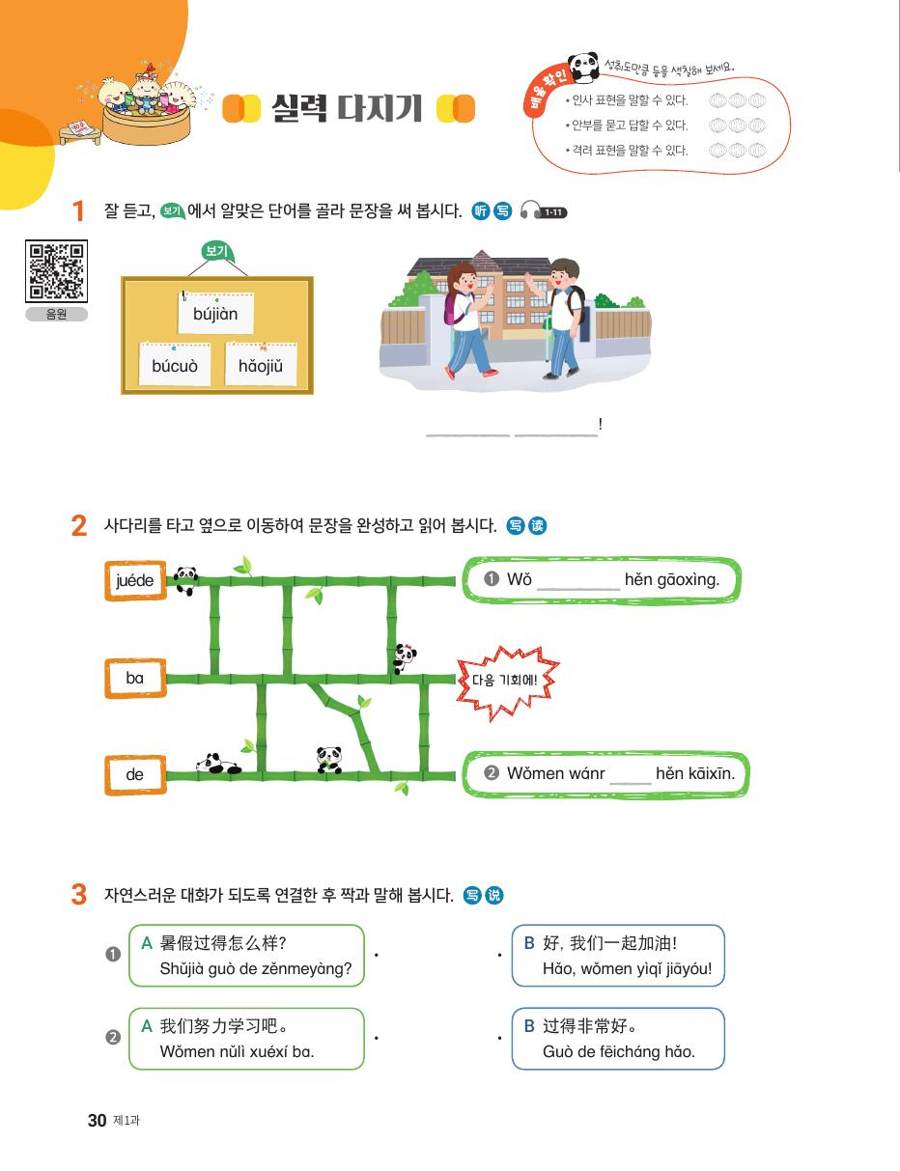 실력 다지기
배움 확인
성취도만큼 등을 색칠해 보세요.
• 인사 표현을 말할 수 있다.
• 안부를 묻고 답할 수 있다.
• 격려 표현을 말할 수 있다.
1 잘 듣고, 보기 에서 알맞은 단어를 골라 문장을 써 봅시다. 听 写 1-11
음원
보기
bújiàn
búcuò
hǎojiǔ
!
2 사다리를 타고 옆으로 이동하여 문장을 완성하고 읽어 봅시다. 写 读
juéde
❶ Wǒ hěn gāoxìng.
ba
다음 기회에!
de
❷ Wǒmen wánr hěn kāixīn.
3 자연스러운 대화가 되도록 연결한 후 짝과 말해 봅시다. 写 说
❶ A 暑假过得怎么样?
Shǔjià guò de zěnmeyàng?
B 好, 我们一起加油!
Hǎo, wǒmen yìqǐ jiāyóu!
❷ A 我们努力学习吧。
Wǒmen nǔlì xuéxí ba.
B 过得非常好。
Guò de fēicháng hǎo.
30 제1과